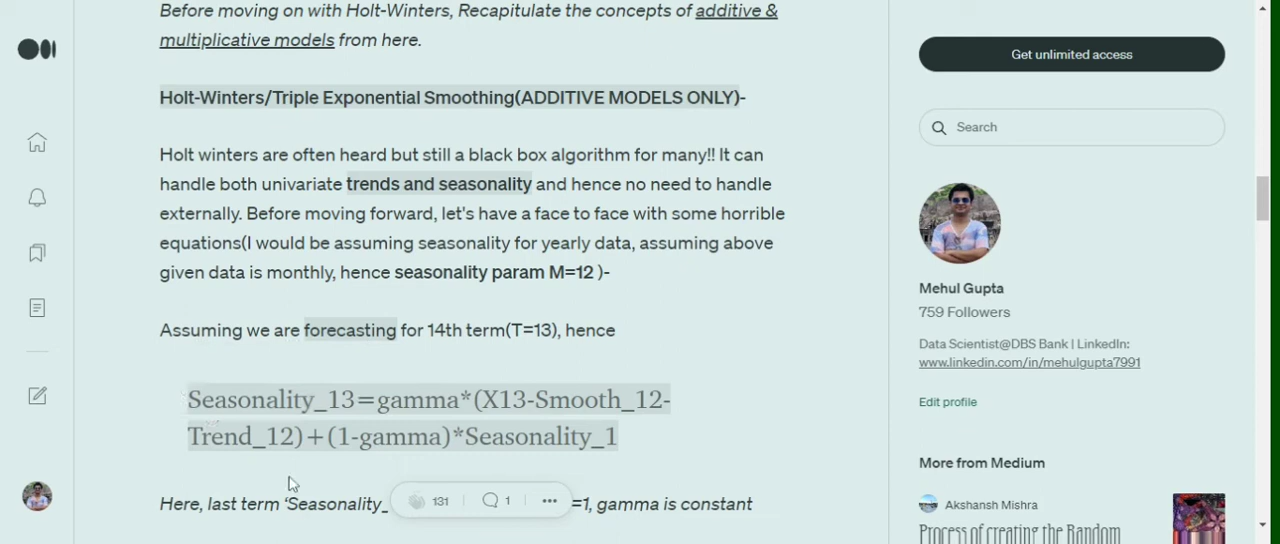 Before moving on with Holt-Winters, Recapitulate the concepts of additive &
multiplicative models from here.
Holt-Winters/Triple Exponential Smoothing(ADDITIVE MODELS ONLY)-
Holt winters are often heard but still a black box algorithm for many!! It can
handle both univariate trends and seasonality and hence no need to handle
externally. Before moving forward, let's have a face to face with some horrible
equations(I would be assuming seasonality for yearly data, assuming above
given data is monthly, hence seasonality param M=12 )-
Assuming we are forecasting for 14th term(T=13), hence
Seasonality_13=gamma*(X13-Smooth_12-
Trend_12)+(1-gamma)*Seasonality_1
Here, last term ‘Seasonality_ =1, gamma is constant
131
1
Get unlimited access
Search
Mehul Gupta
759 Followers
Data Scientist@DBS Bank | LinkedIn:
www.linkedin.com/in/mehulgupta7991
Edit profile
More from Medium
Akshansh Mishra
Process of creating the Random